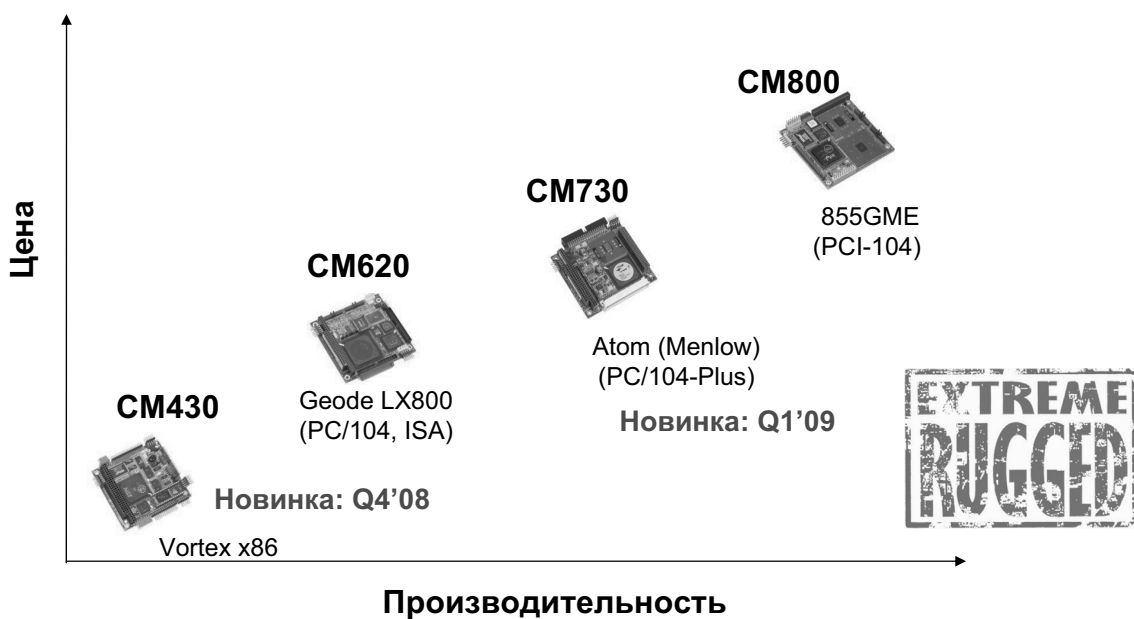 CM800
855GME
(PCI-104)
CM730
Atom (Menlow)
(PC/104-Plus)
Новинка: Q1’09
CM620
Geode LX800
(PC/104, ISA)
CM430
Новинка: Q4’08
Vortex x86
Цена
Производительность
EXTREME
RUGGED